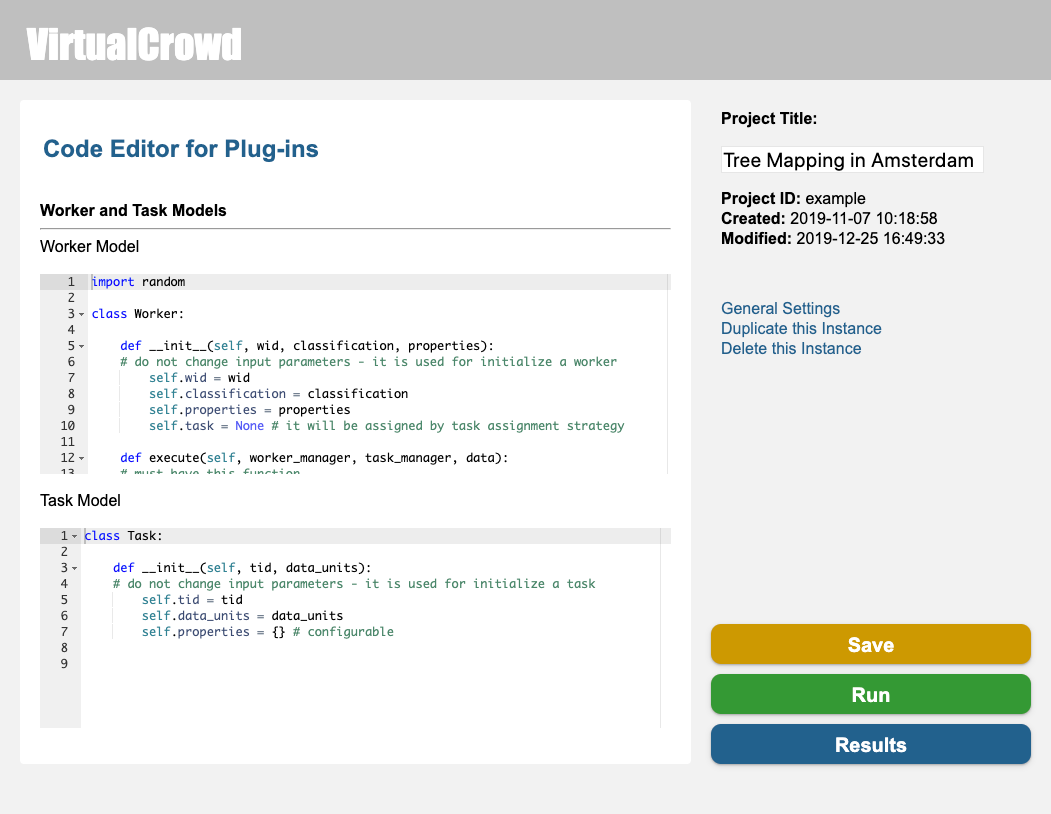 VirtualCrowd
Code Editor for Plug-ins
Worker and Task Models
Worker Model
1 import random
2
3 class Worker:
4
5     def __init__(self, wid, classification, properties):
6     # do not change input parameters - it is used for initialize a worker
7         self.wid = wid
8         self.classification = classification
9         self.properties = properties
10         self.task = None # it will be assigned by task assignment strategy
11
12     def execute(self, worker_manager, task_manager, data):
13     # must have this function
Task Model
1 class Task:
2
3     def __init__(self, tid, data_units):
4     # do not change input parameters - it is used for initialize a task
5         self.tid = tid
6         self.data_units = data_units
7         self.properties = {} # configurable
8
9
Project Title:
Tree Mapping in Amsterdam
Project ID: example
Created: 2019-11-07 10:18:58
Modified: 2019-12-25 16:49:33
General Settings
Duplicate this Instance
Delete this Instance
Save
Run
Results